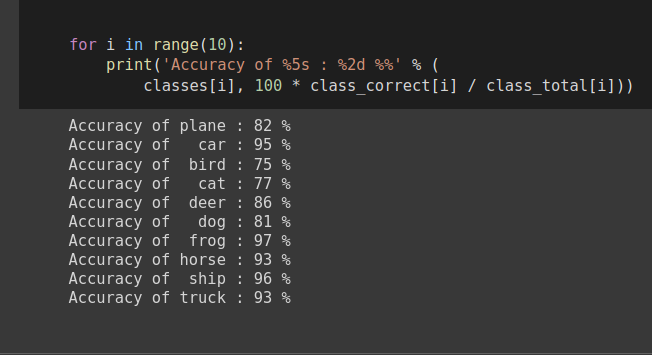 for i in range(10):
    print('Accuracy of %5s : %2d %%' % (
        classes[i], 100 * class_correct[i] / class_total[i]))
Accuracy of plane : 82 %
Accuracy of   car : 95 %
Accuracy of  bird : 75 %
Accuracy of   cat : 77 %
Accuracy of  deer : 86 %
Accuracy of   dog : 81 %
Accuracy of  frog : 97 %
Accuracy of horse : 93 %
Accuracy of  ship : 96 %
Accuracy of truck : 93 %